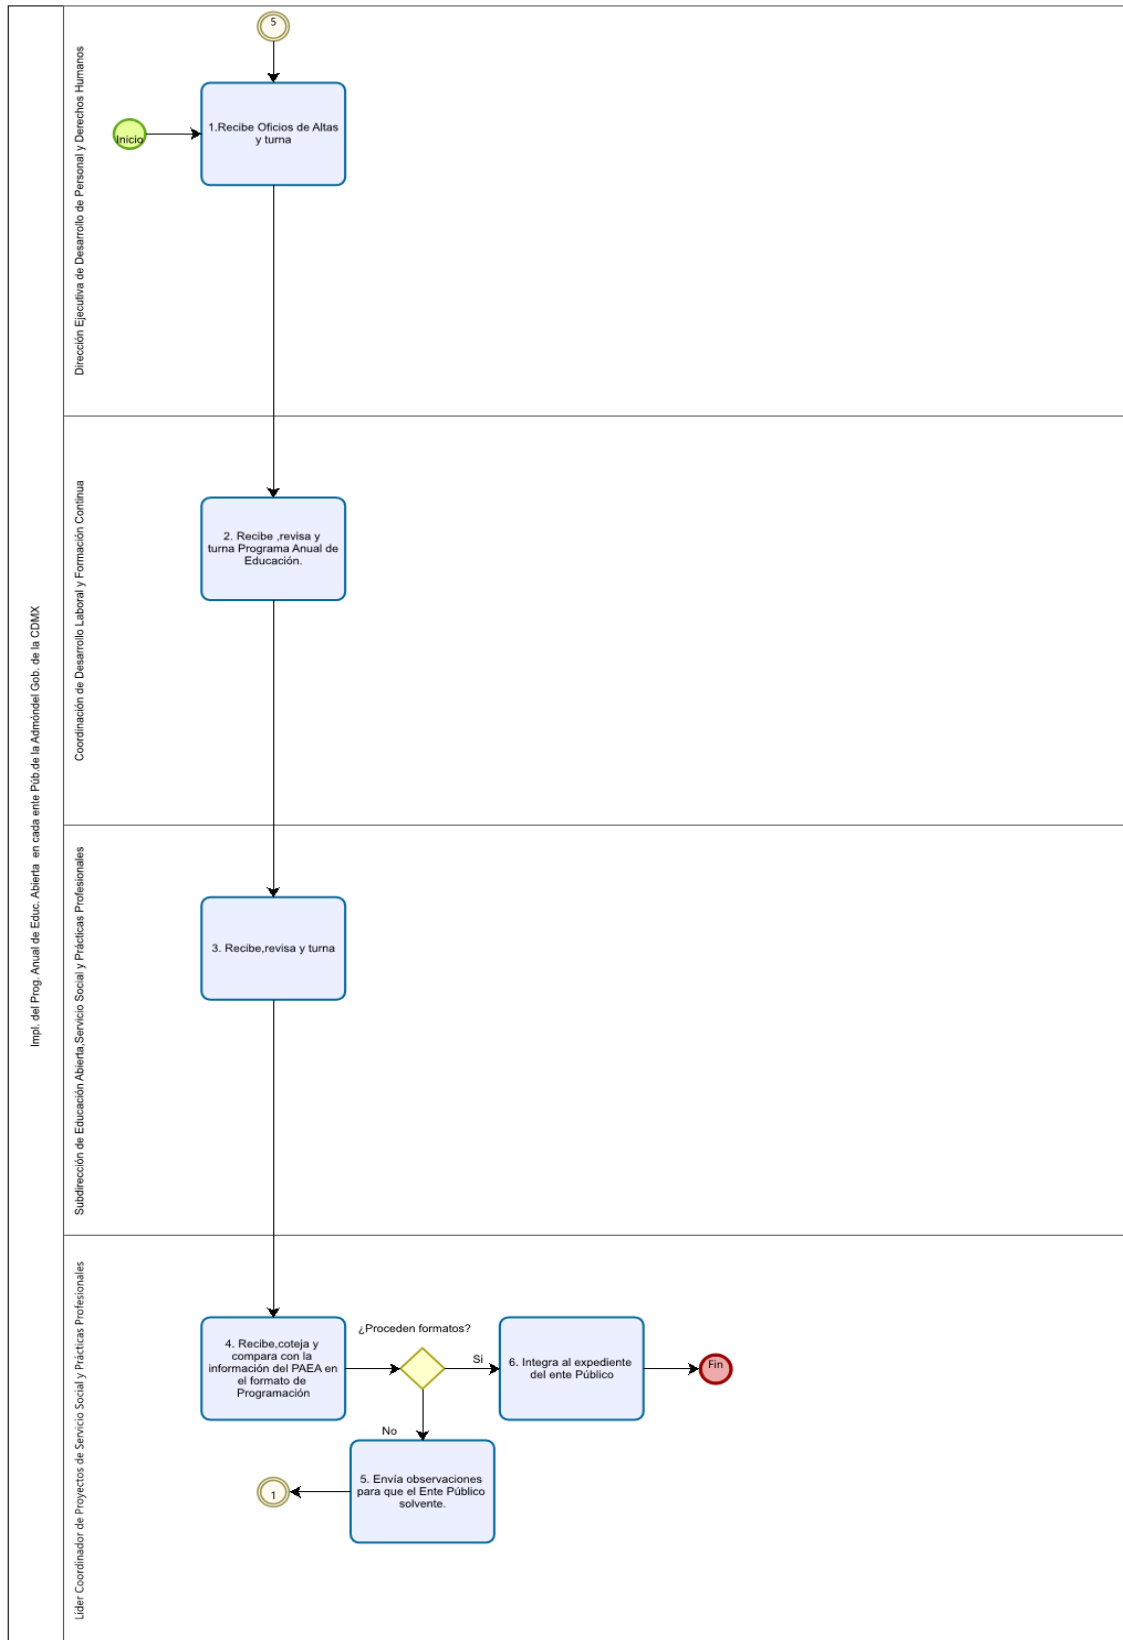 Impl. del Prog. Anual de Educ. Abierta  en cada ente Púb.de la Admóndel Gob. de la CDMX
Dirección Ejecutiva de Desarrollo de Personal y Derechos Humanos
5
Inicio
1.Recibe Oficios de Altas
y turna
Coordinación de Desarrollo Laboral y Formación Continua
2. Recibe ,revisa y
turna Programa Anual de
Educación.
Subdirección de Educación Abierta,Servicio Social y Prácticas Profesionales
3. Recibe,revisa y turna
Líder Coordinador de Proyectos de Servicio Social y Prácticas Profesionales
4. Recibe,coteja y
compara con la
información del PAEA en
el formato de
Programación
¿Proceden formatos?
Si
6. Integra al expediente
del ente Público
Fin
No
5. Envía observaciones
para que el Ente Público
solvente.
1